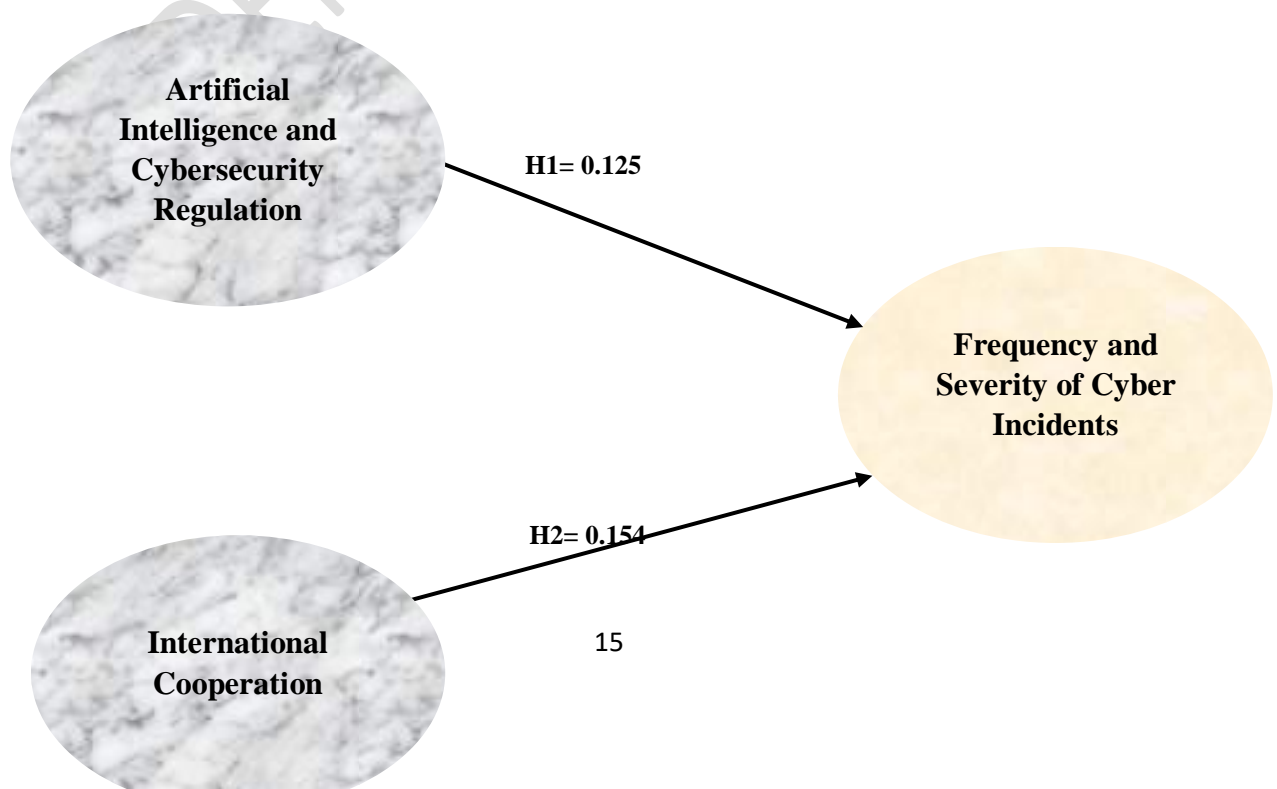 Artificial
Intelligence and
Cybersecurity
Regulation
H1= 0.125
Frequency and
Severity of Cyber
Incidents
H2= 0.154
International
Cooperation
15